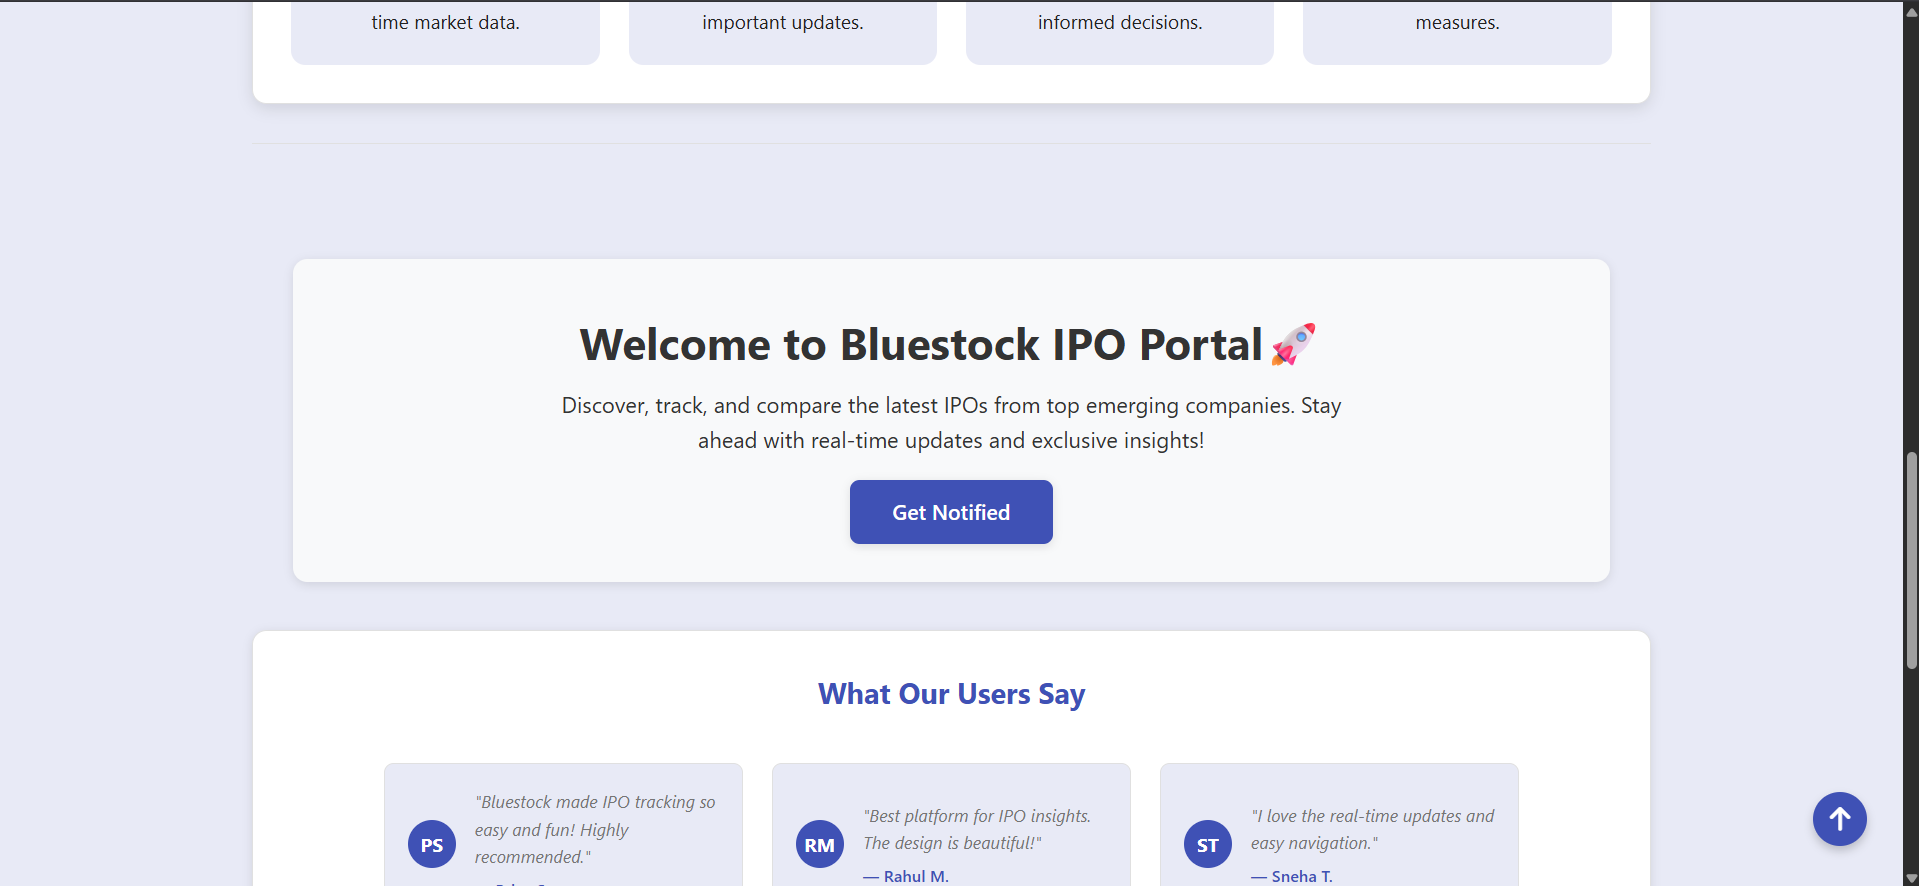 time market data.
important updates.
informed decisions.
measures.
Welcome to Bluestock IPO Portal🚀
Discover, track, and compare the latest IPOs from top emerging companies. Stay
ahead with real-time updates and exclusive insights!
Get Notified
What Our Users Say
PS
"Bluestock made IPO tracking so
easy and fun! Highly
recommended."
RM
"Best platform for IPO insights.
The design is beautiful!"
— Rahul M.
ST
"I love the real-time updates and
easy navigation."
— Sneha T.